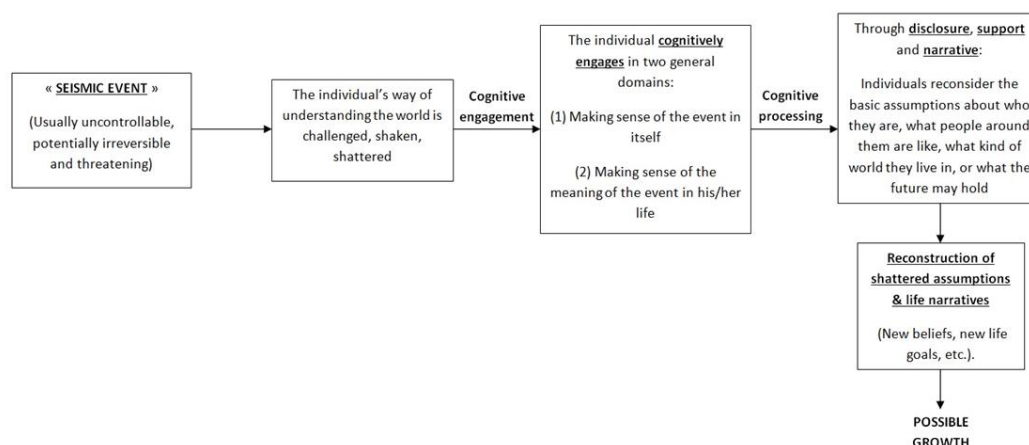 « SEISMIC EVENT »
(Usually uncontrollable,
potentially irreversible
and threatening)
The individual's way of
understanding the world is
challenged, shaken,
shattered
Cognitive
engagement
The individual cognitively
engages in two general
domains:
(1) Making sense of the event in
itself
(2) Making sense of the
meaning of the event in his/her
life
Cognitive
processing
Through disclosure, support
and narrative:
Individuals reconsider the
basic assumptions about who
they are, what people around
them are like, what kind of
world they live in, or what the
future may hold
Reconstruction of
shattered assumptions
& life narratives
(New beliefs, new life
goals, etc.).
POSSIBLE
GROWTH